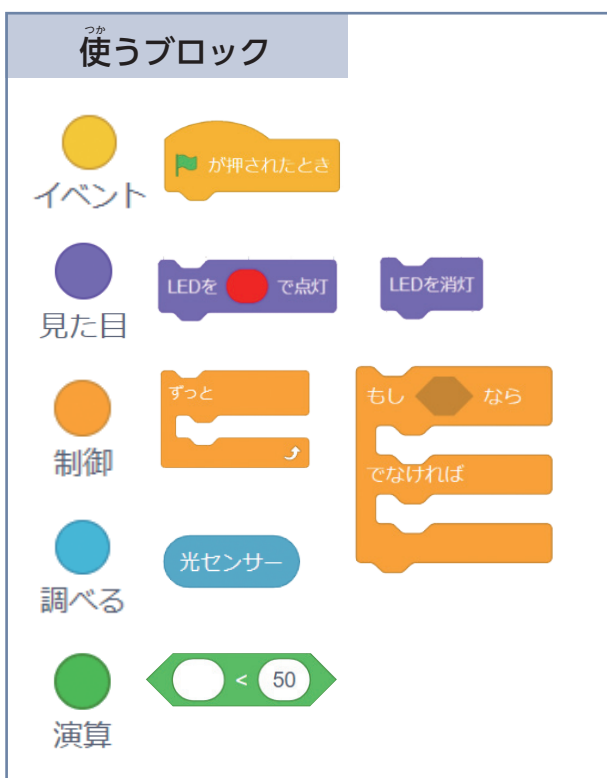 つか
使うブロック
イベント
が押されたとき
見た目
LEDを で点灯
LEDを消灯
制御
ずっと
もし なら
でなければ
調べる
光センサー
演算
< 50